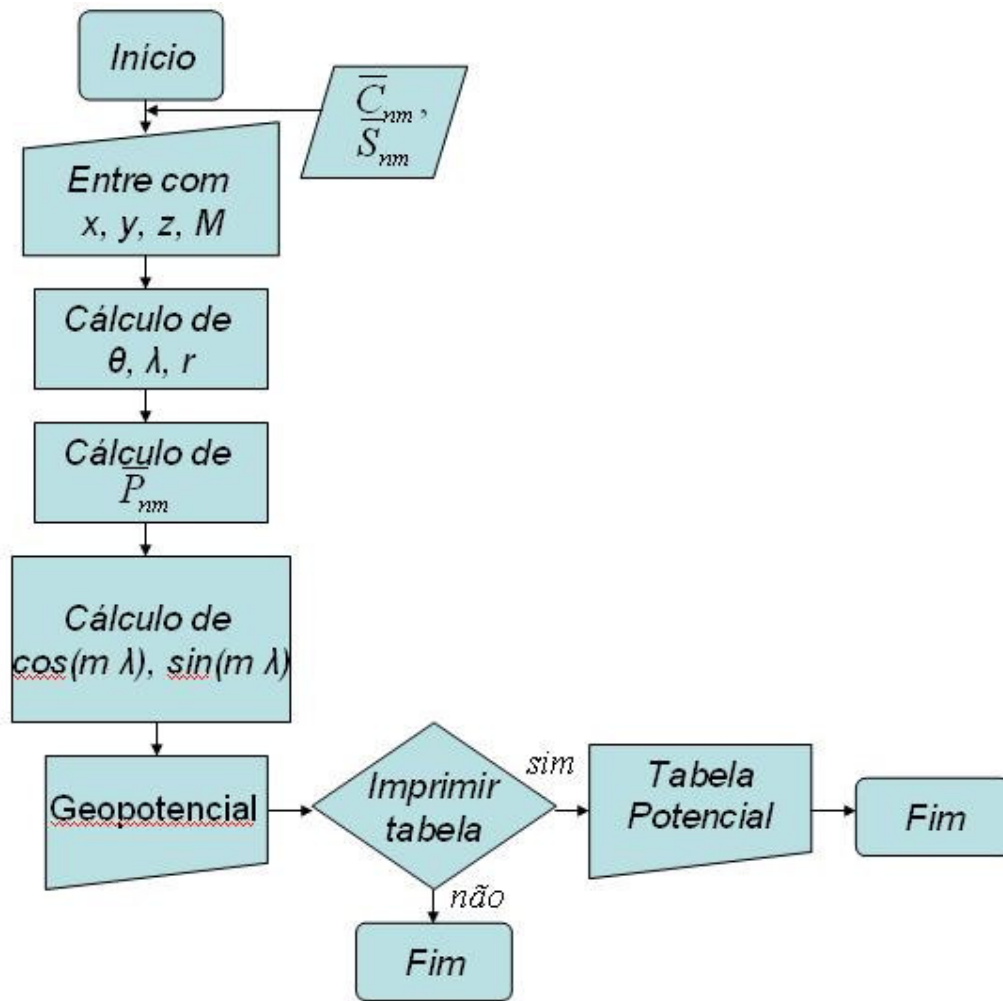 Início
C̅nm,
S̅nm
Entre com
x, y, z, M
Cálculo de
θ, λ, r
Cálculo de
P̅nm
Cálculo de
cos(m λ), sin(m λ)
Geopotencial
Imprimir
tabela
sim
Tabela
Potencial
Fim
não
Fim